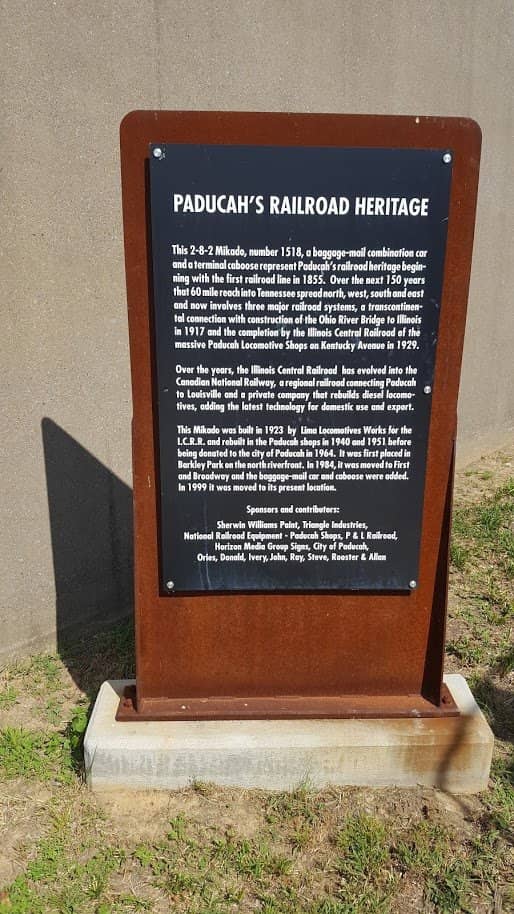 PADUCAH'S RAILROAD HERITAGE
This 2-8-2 Mikado, number 1518, a baggage-mail combination car
and a terminal caboose represent Paducah's railroad heritage begin-
ning with the first railroad line in 1855. Over the next 150 years
that 60 mile reach into Tennessee spread north, west, south and east
and now involves three major railroad systems, a transcontinen-
tal connection with construction of the Ohio River Bridge to Illinois
in 1917 and the completion by the Illinois Central Railroad of the
massive Paducah Locomotive Shops on Kentucky Avenue in 1929.
Over the years, the Illinois Central Railroad has evolved into the
Canadian National Railway, a regional railroad connecting Paducah
to Louisville and a private company that rebuilds diesel locomo-
tives, adding the latest technology for domestic use and export.
This Mikado was built in 1923 by Lima Locomotives Works for the
I.C.R.R. and rebuilt in the Paducah shops in 1940 and 1951 before
being donated to the city of Paducah in 1964. It was first placed in
Barkley Park on the north riverfront. In 1984, it was moved to First
and Broadway and the baggage-mail car and caboose were added.
In 1999 it was moved to its present location.
Sponsors and contributors:
Sherwin Williams Paint, Triangle Industries,
National Railroad Equipment - Paducah Shops, P & L Railroad,
Horizon Media Group Signs, City of Paducah,
Ories, Donald, Ivery, John, Ray, Steve, Rooster & Allan